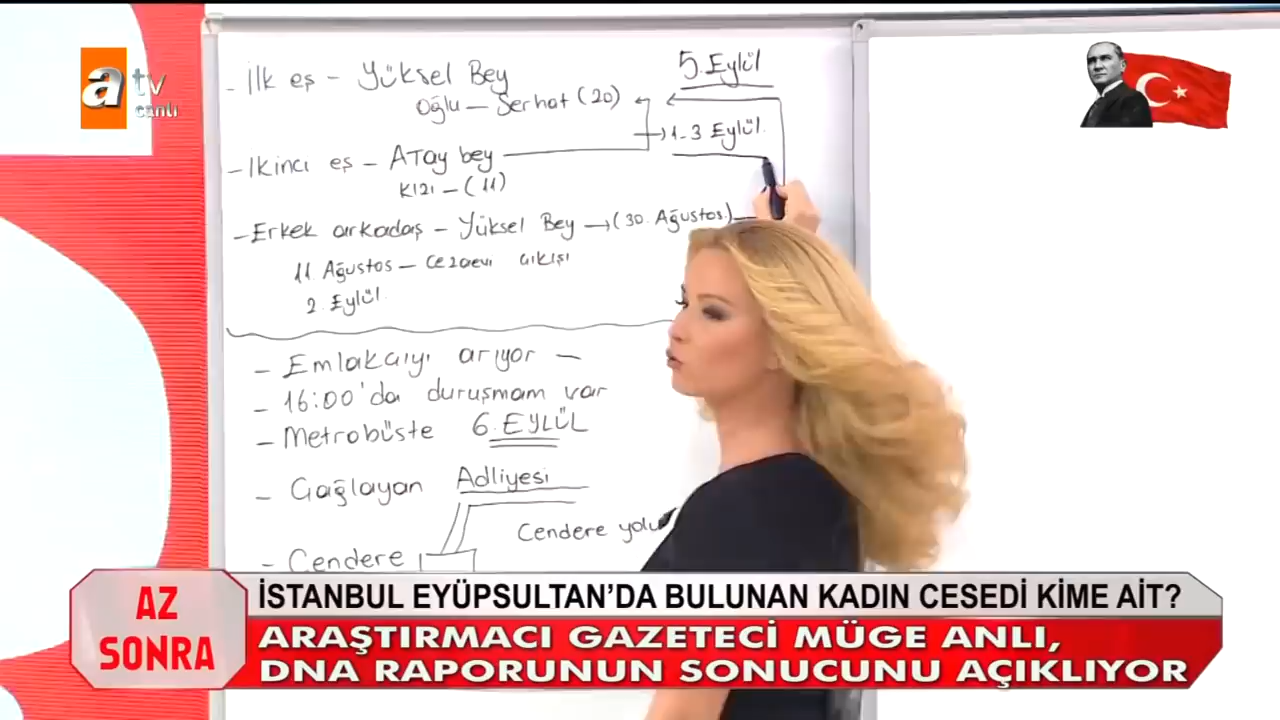 atv
canlı
- İlk eş - Yüksel Bey
Oğlu - Serhat (20)
5. Eylül
1-3 Eylül.
- İkinci eş - Atay bey
Kızı - (11)
- Erkek arkadaş - Yüksel Bey → (30. Ağustos.)
11. Ağustos - Cezaevi çıkışı
2. Eylül.
- Emlakçıyı arıyor -
- 16:00'da duruşmam var
- Metrobüste 6. EYLÜL
- Çağlayan Adliyesi
Cendere yolu
- Cendere
AZ
SONRA
İSTANBUL EYÜPSULTAN'DA BULUNAN KADIN CESEDİ KİME AİT?
ARAŞTIRMACI GAZETECİ MÜGE ANLI,
DNA RAPORUNUN SONUCUNU AÇIKLIYOR